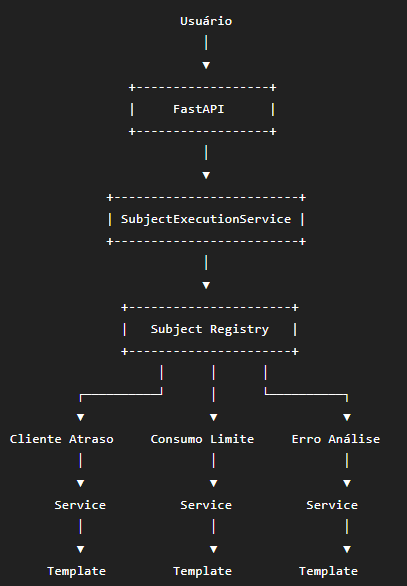 Usuário
FastAPI
SubjectExecutionService
Subject Registry
Cliente Atraso Consumo Limite Erro Análise
Service Service Service
Template Template Template